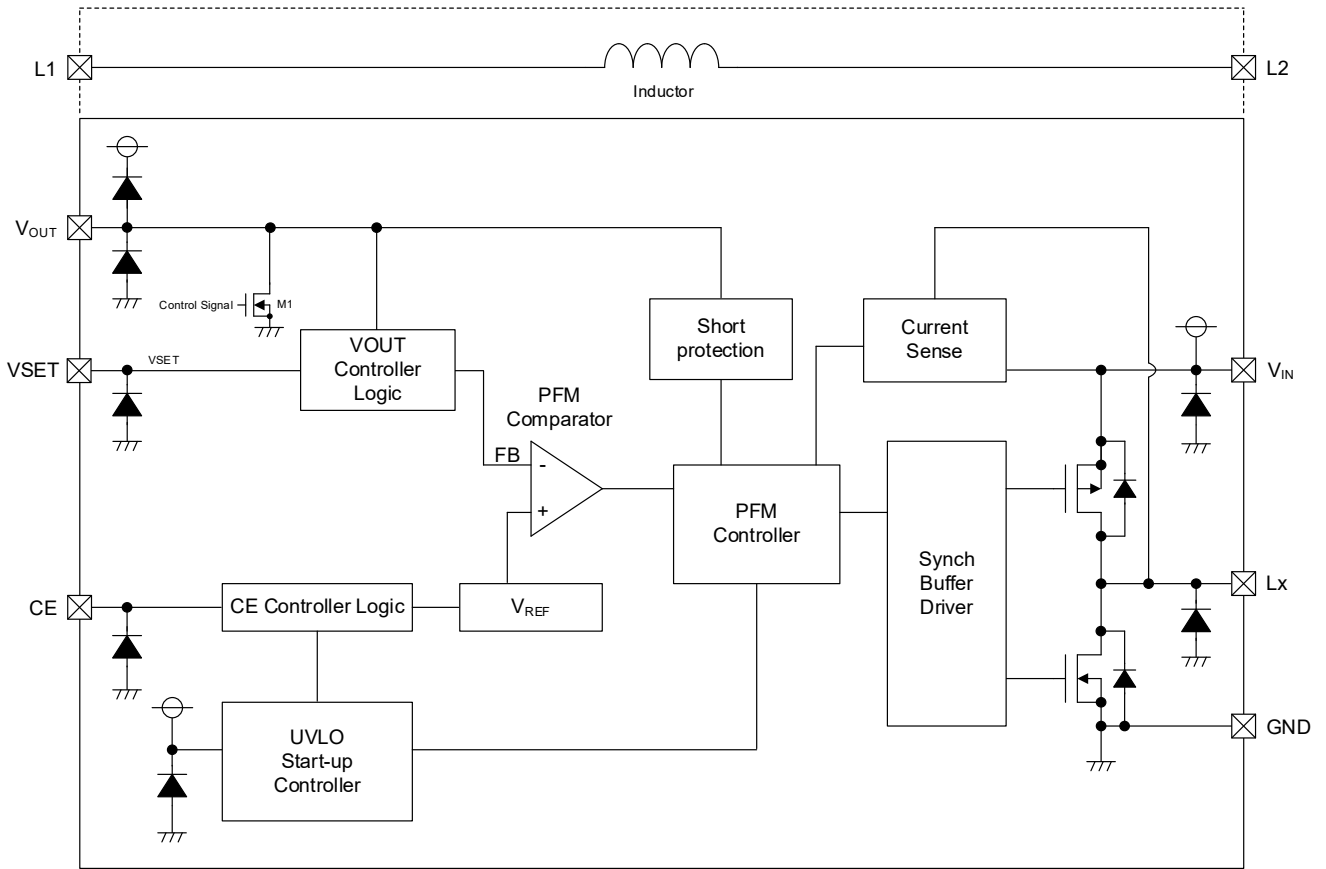 L1
L2
Inductor
VOUT
Control Signal
M1
Short
protection
Current
Sense
VSET
VSET
VOUT
Controller
Logic
VIN
PFM
Comparator
FB
-
+
PFM
Controller
Synch
Buffer
Driver
CE
CE Controller Logic
VREF
Lx
UVLO
Start-up
Controller
GND